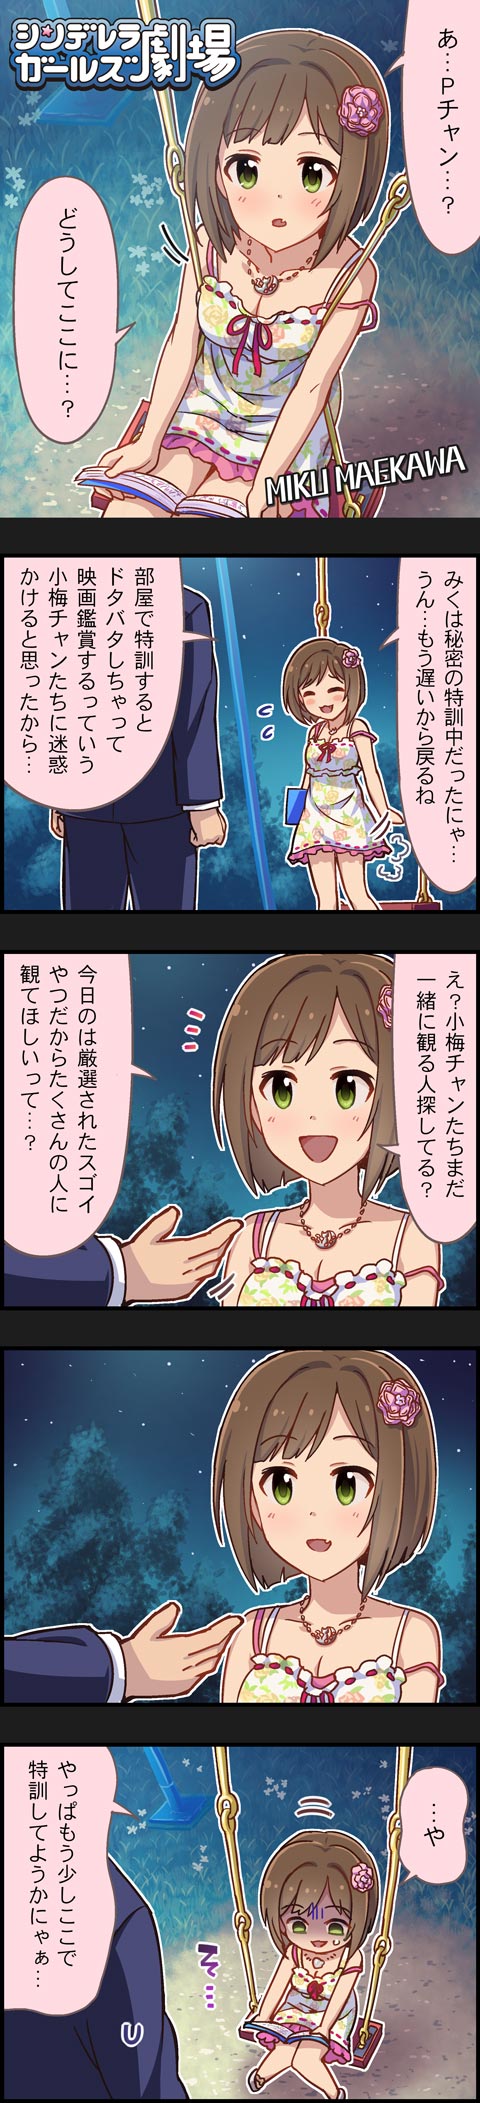 シンデレラ
ガールズ劇場
あ…Pチャン…?
どうしてここに…?
MIKU MAEKAWA
みくは秘密の特訓中だったにゃ…
うん…もう遅いから戻るね
部屋で特訓すると
ドタバタしちゃって
映画鑑賞するっていう
小梅チャンたちに迷惑
かけると思ったから…
え?小梅チャンたちまだ
一緒に観る人探してる?
今日のは厳選されたスゴイ
やつだからたくさんの人に
観てほしいって…?
…や
やっぱもう少しここで
特訓してようかにゃぁ…